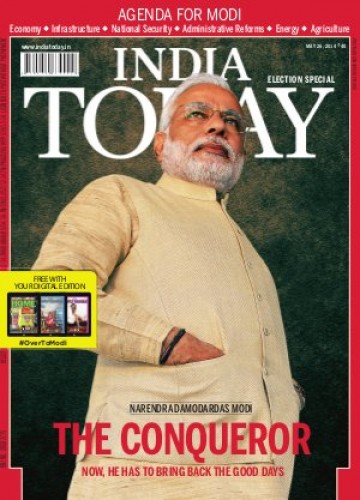 AGENDA FOR MODI
Economy ◆ Infrastructure ◆ National Security ◆ Administrative Reforms ◆ Energy ◆ Agriculture
www.indiatoday.in
INDIA
ELECTION SPECIAL
TODAY
FREE WITH
YOUR DIGITAL EDITION
HOME
#OverToModi
NARENDRA DAMODARDAS MODI
THE CONQUEROR
NOW, HE HAS TO BRING BACK THE GOOD DAYS